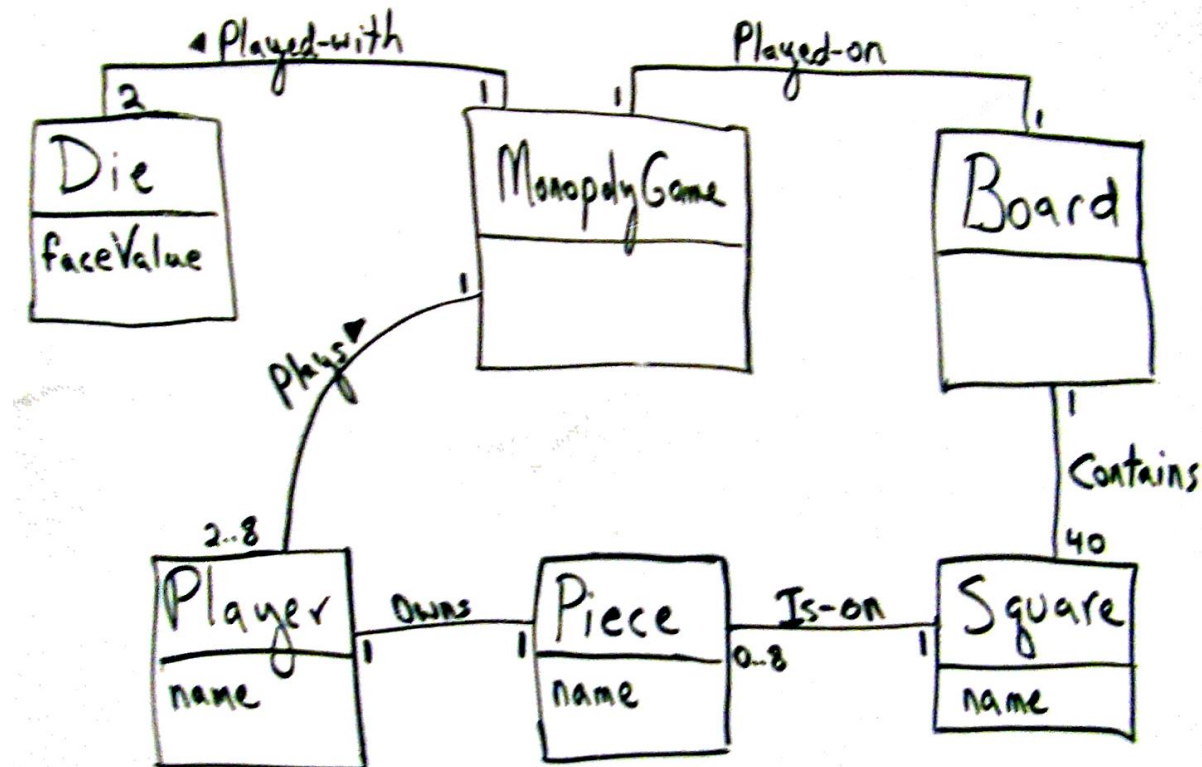 ◄ Played-with
Played-on
2
1
1
1
Die
MonopolyGame
Board
faceValue
1
Plays►
1
Contains
2..8
40
Player
Owns
Piece
Is-on
Square
1
1
0..8
1
name
name
name